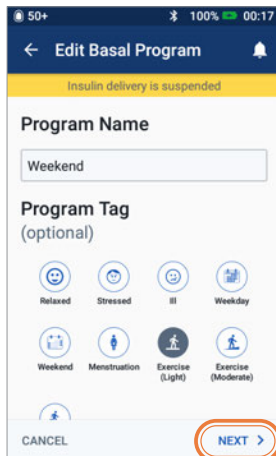 50+ 100% 00:17
Edit Basal Program
Insulin delivery is suspended
Program Name
Weekend
Program Tag
(optional)
Relaxed Stressed Ill Weekday
Weekend Menstruation Exercise (Light) Exercise (Moderate)
CANCEL NEXT